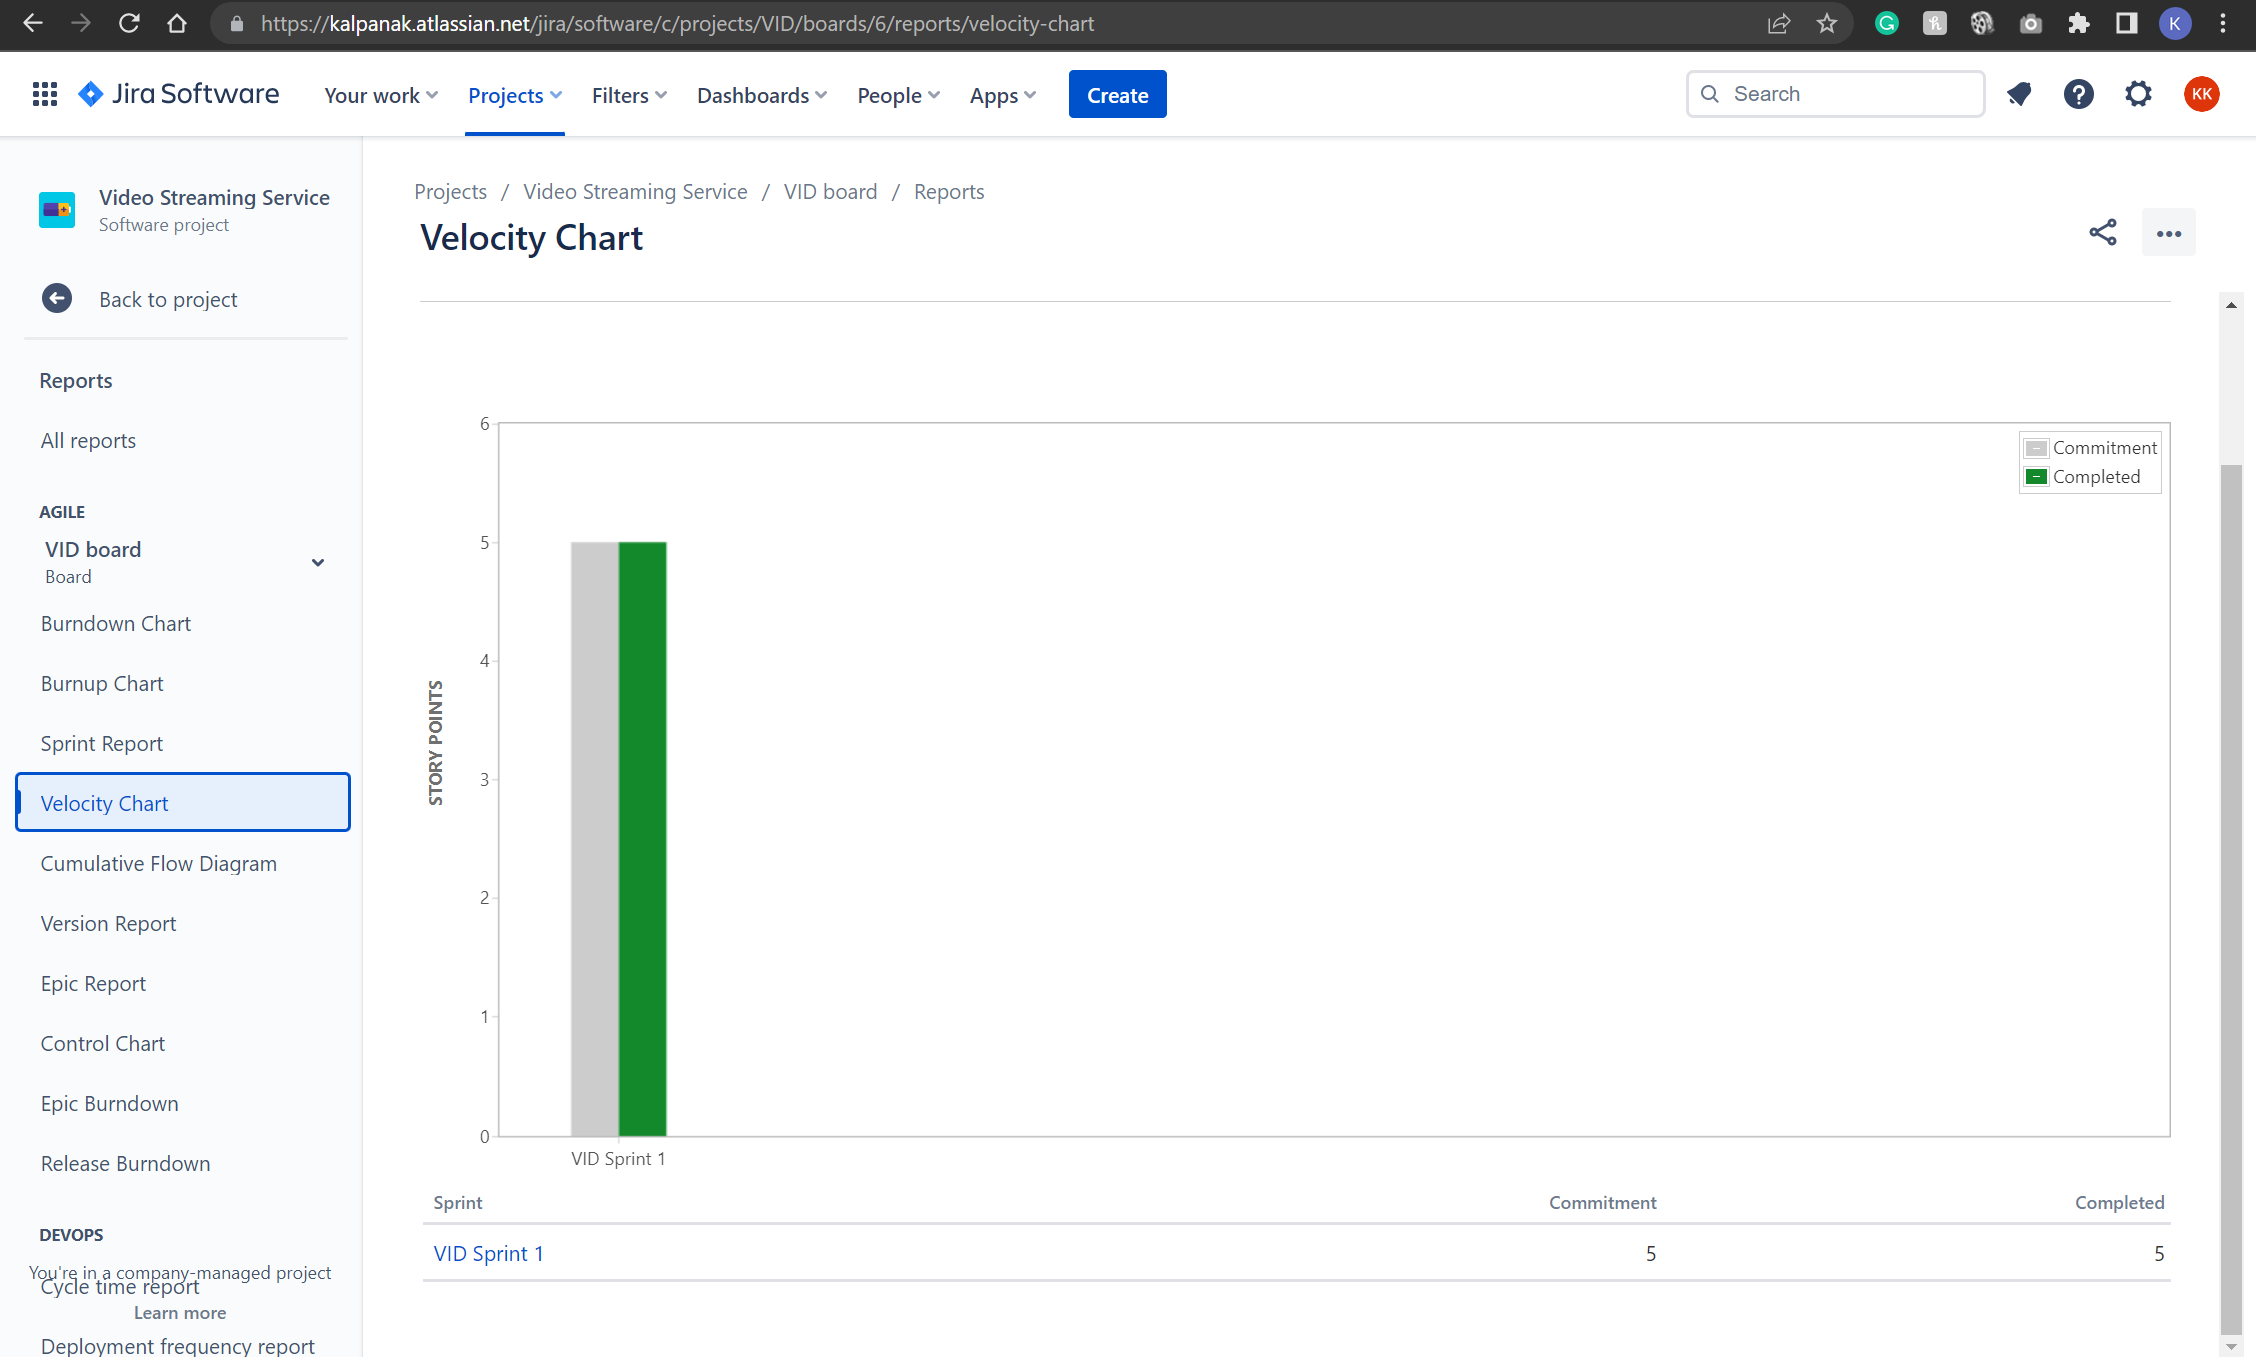 https://kalpanak.atlassian.net/jira/software/c/projects/VID/boards/6/reports/velocity-chart
K
Jira Software
Your work
Projects
Filters
Dashboards
People
Apps
Create
Search
KK
Video Streaming Service
Software project
Back to project
Reports
All reports
AGILE
VID board
Board
Burndown Chart
Burnup Chart
Sprint Report
Velocity Chart
Cumulative Flow Diagram
Version Report
Epic Report
Control Chart
Epic Burndown
Release Burndown
DEVOPS
You're in a company-managed project
Cycle time report
Learn more
Deployment frequency report
Projects / Video Streaming Service / VID board / Reports
Velocity Chart
6
5
4
3
2
1
0
STORY POINTS
Commitment
Completed
VID Sprint 1
Sprint Commitment Completed
VID Sprint 1 5 5